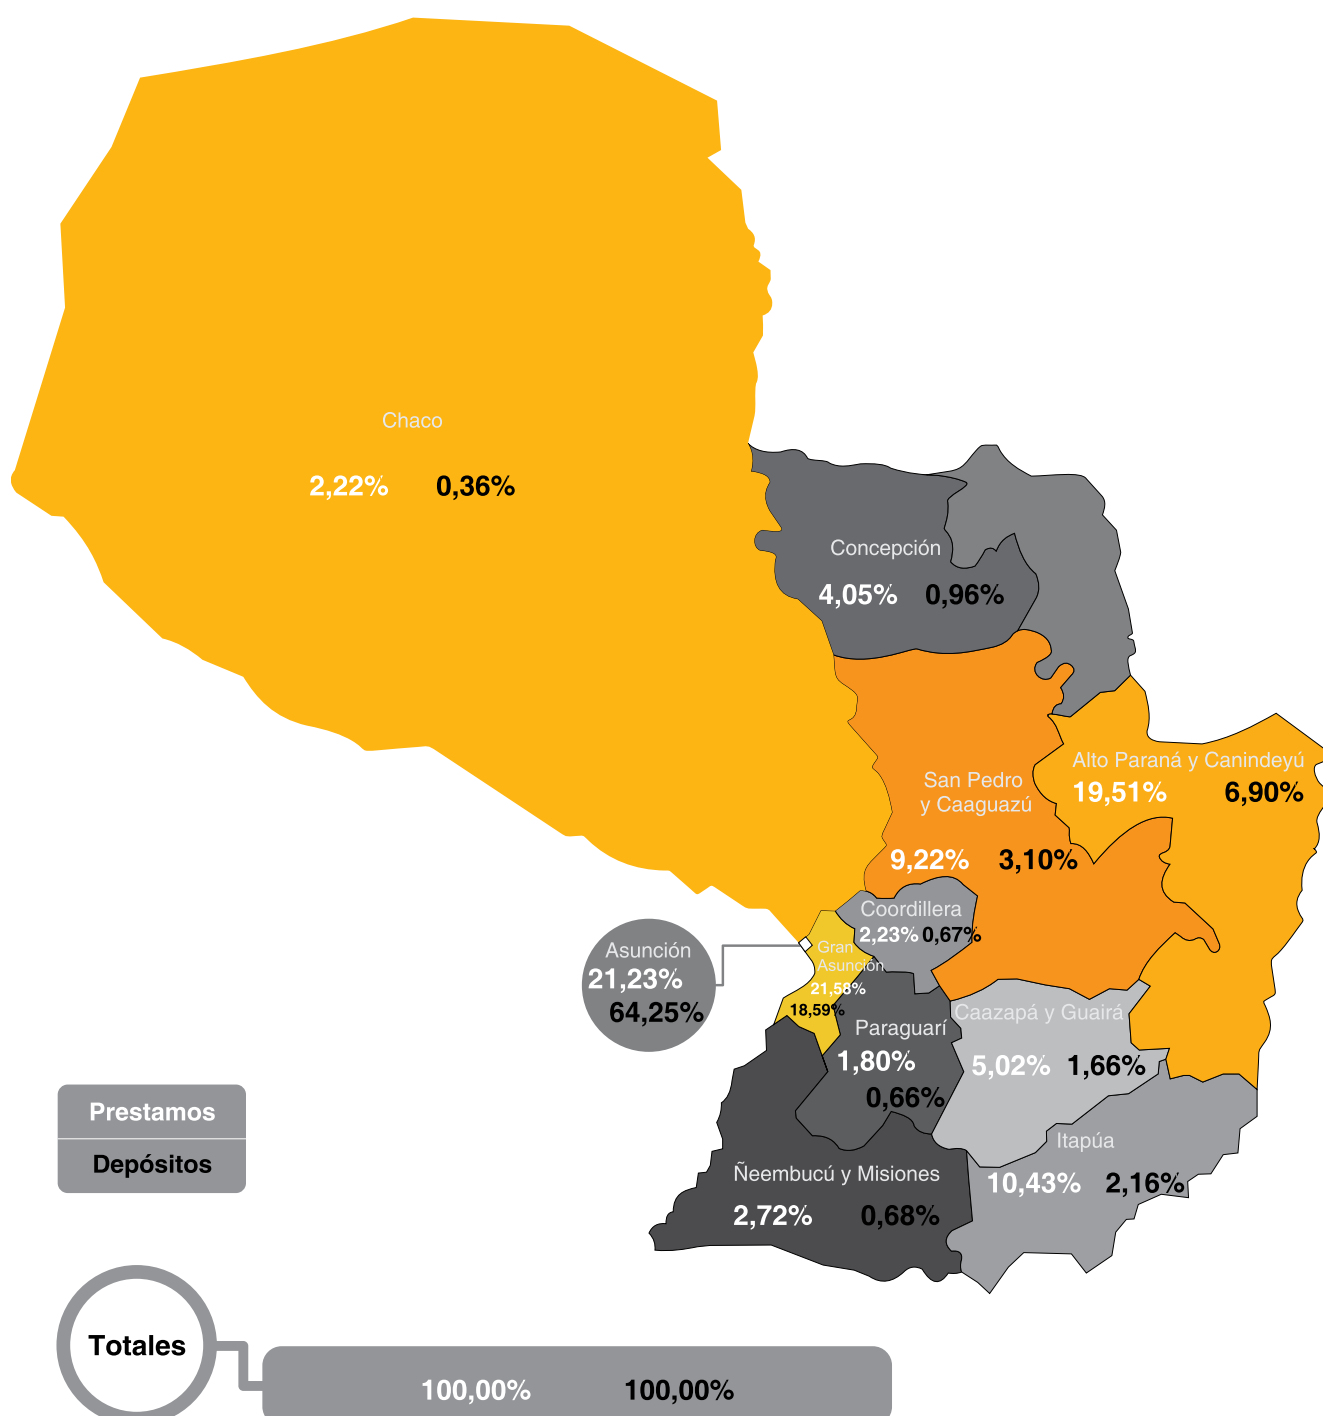 Chaco
2,22% 0,36%
Concepción
4,05% 0,96%
Alto Paraná y Canindeyú
19,51% 6,90%
San Pedro
y Caaguazú
9,22% 3,10%
Coordillera
2,23% 0,67%
Asunción
21,23%
64,25%
Gran
Asunción
21,58%
18,59%
Paraguarí
1,80%
0,66%
Caazapá y Guairá
5,02% 1,66%
Prestamos
Depósitos
Itapúa
10,43% 2,16%
Ñeembucú y Misiones
2,72% 0,68%
Totales
100,00% 100,00%